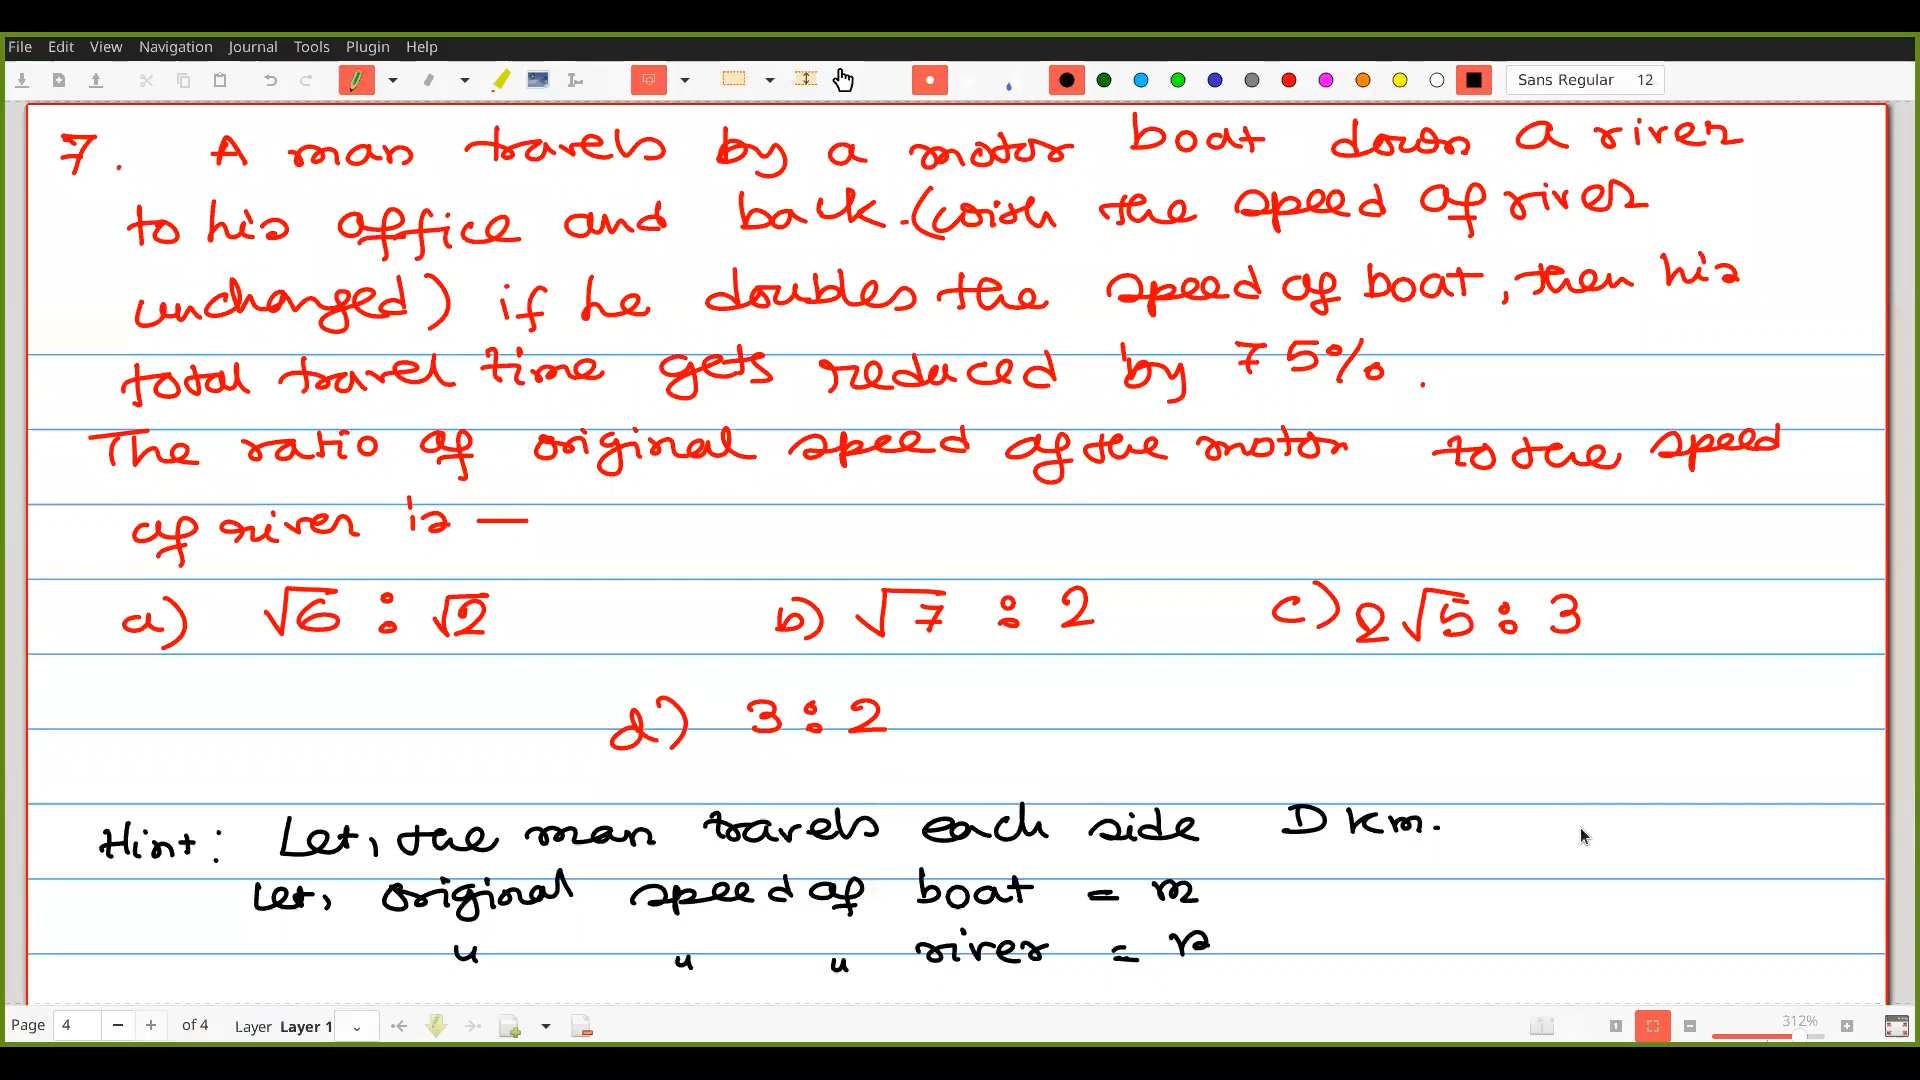 File Edit View Navigation Journal Tools Plugin Help
Sans Regular 12
7. A man travels by a motor boat down a river
to his office and back. (with the speed of river
unchanged) if he doubles the speed of boat, then his
total travel time gets reduced by 75%.
The ratio of original speed of the motor to the speed
of river is —
a) √6 : √2 b) √7 : 2 c) 2√5 : 3
d) 3 : 2
Hint: Let, the man travels each side D km.
Let, original speed of boat = m
" " " river = n
Page 4 of 4 Layer Layer 1 312%